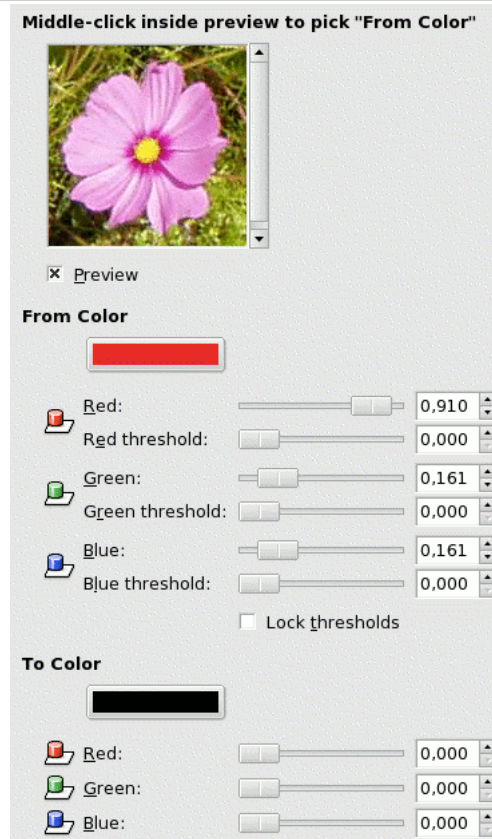 Middle-click inside preview to pick "From Color"
Preview
From Color
Red: 0,910
Red threshold: 0,000
Green: 0,161
Green threshold: 0,000
Blue: 0,161
Blue threshold: 0,000
Lock thresholds
To Color
Red: 0,000
Green: 0,000
Blue: 0,000